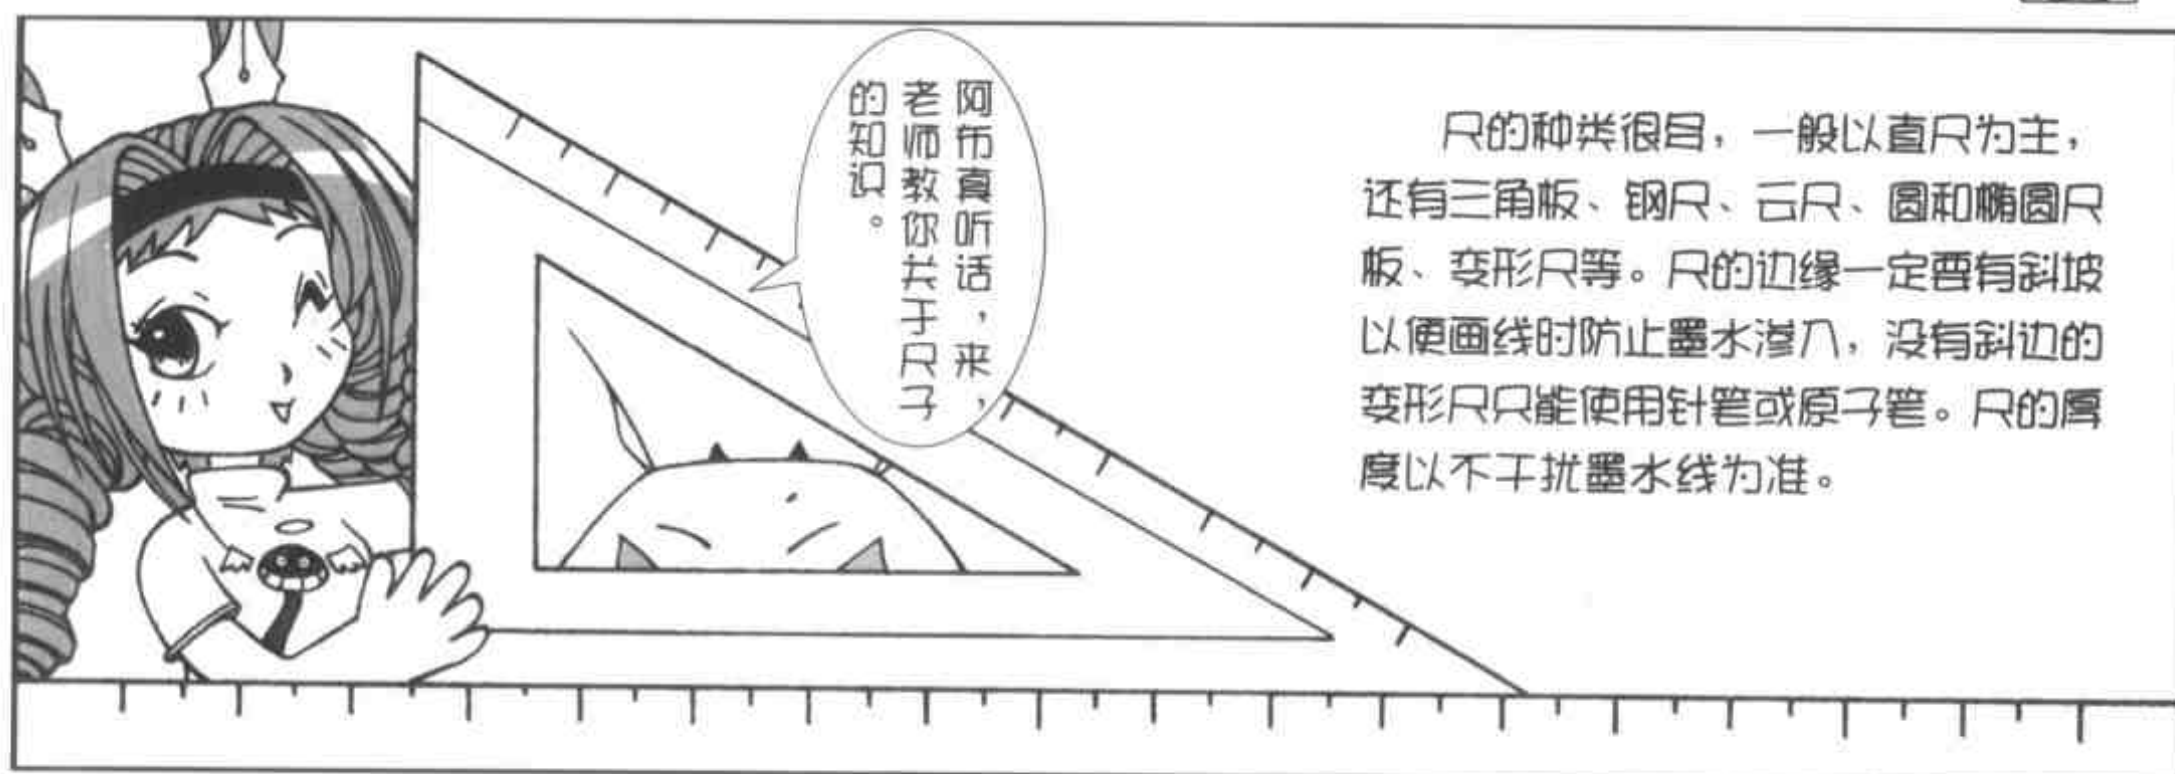 阿布真听话，来，
老师教你关于尺子
的知识。
尺的种类很多，一般以直尺为主，
还有三角板、钢尺、云尺、圆和椭圆尺
板、变形尺等。尺的边缘一定要有斜坡
以便画线时防止墨水渗入，没有斜边的
变形尺只能使用针笔或原子笔。尺的厚
度以不干扰墨水线为准。